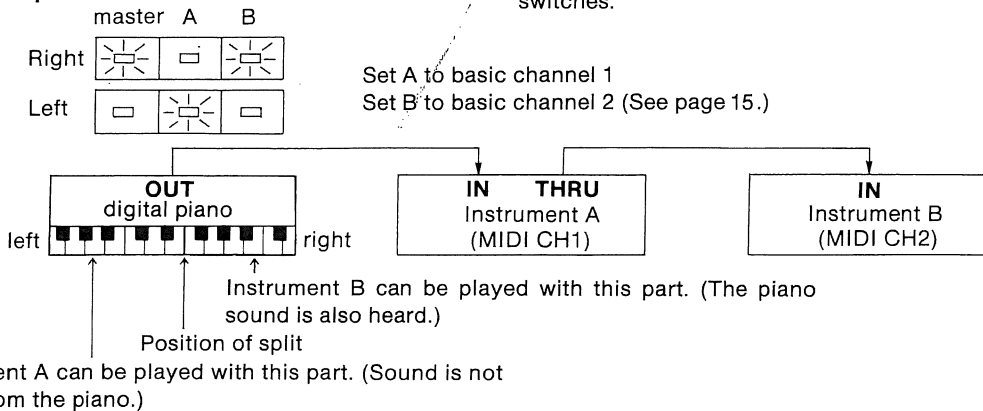 switches.
master A B
Right
Left
Set A to basic channel 1
Set B to basic channel 2 (See page 15.)
OUT
digital piano
left
right
IN THRU
Instrument A
(MIDI CH1)
IN
Instrument B
(MIDI CH2)
Instrument B can be played with this part. (The piano
sound is also heard.)
Position of split
ent A can be played with this part. (Sound is not
om the piano.)